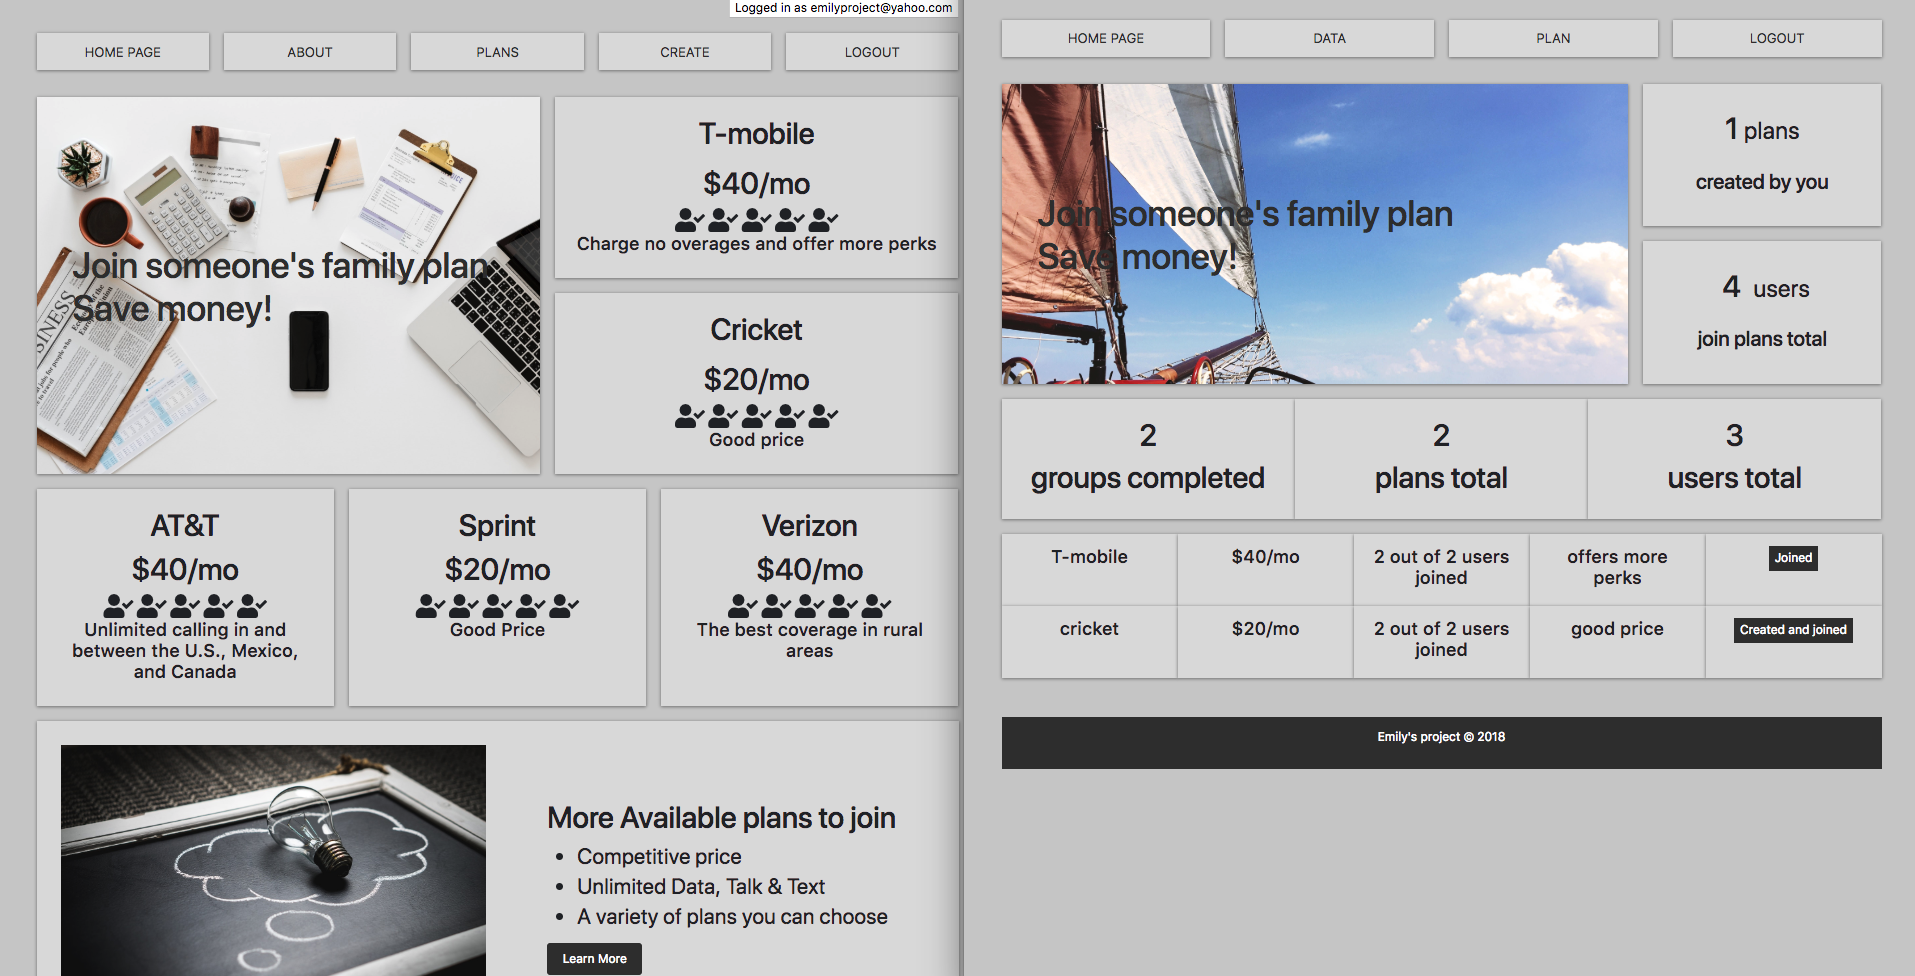 Logged in as emilyproject@yahoo.com
HOME PAGE
ABOUT
PLANS
CREATE
LOGOUT
Join someone's family plan
Save money!
T-mobile
$40/mo
Charge no overages and offer more perks
Cricket
$20/mo
Good price
AT&T
$40/mo
Unlimited calling in and
between the U.S., Mexico,
and Canada
Sprint
$20/mo
Good Price
Verizon
$40/mo
The best coverage in rural
areas
More Available plans to join
• Competitive price
• Unlimited Data, Talk & Text
• A variety of plans you can choose
Learn More
HOME PAGE
DATA
PLAN
LOGOUT
Join someone's family plan
Save money!
1 plans
created by you
4 users
join plans total
2
groups completed
2
plans total
3
users total
T-mobile
$40/mo
2 out of 2 users
joined
offers more
perks
Joined
cricket
$20/mo
2 out of 2 users
joined
good price
Created and joined
Emily's project © 2018
BUSINESS